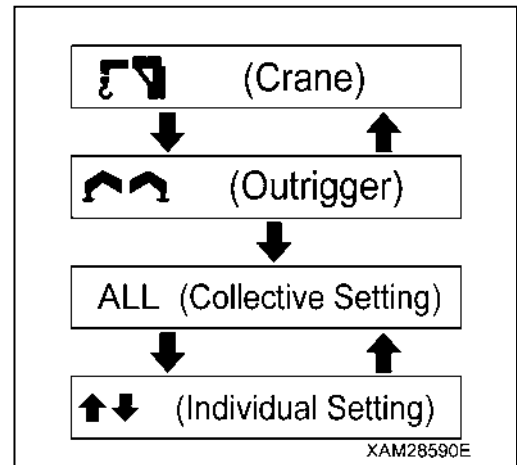 (Crane)
(Outrigger)
ALL (Collective Setting)
(Individual Setting)
XAM28590E